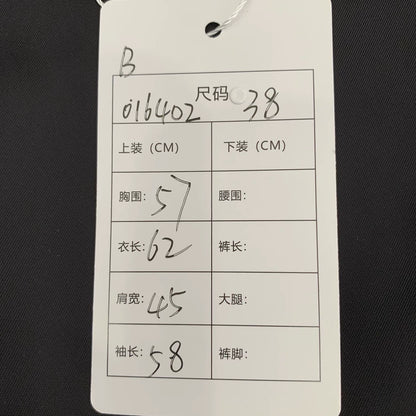 B
016402 尺码 38
上装（CM） 下装（CM）
胸围：57 腰围：
衣长：62 裤长：
肩宽：45 大腿：
袖长：58 裤脚：